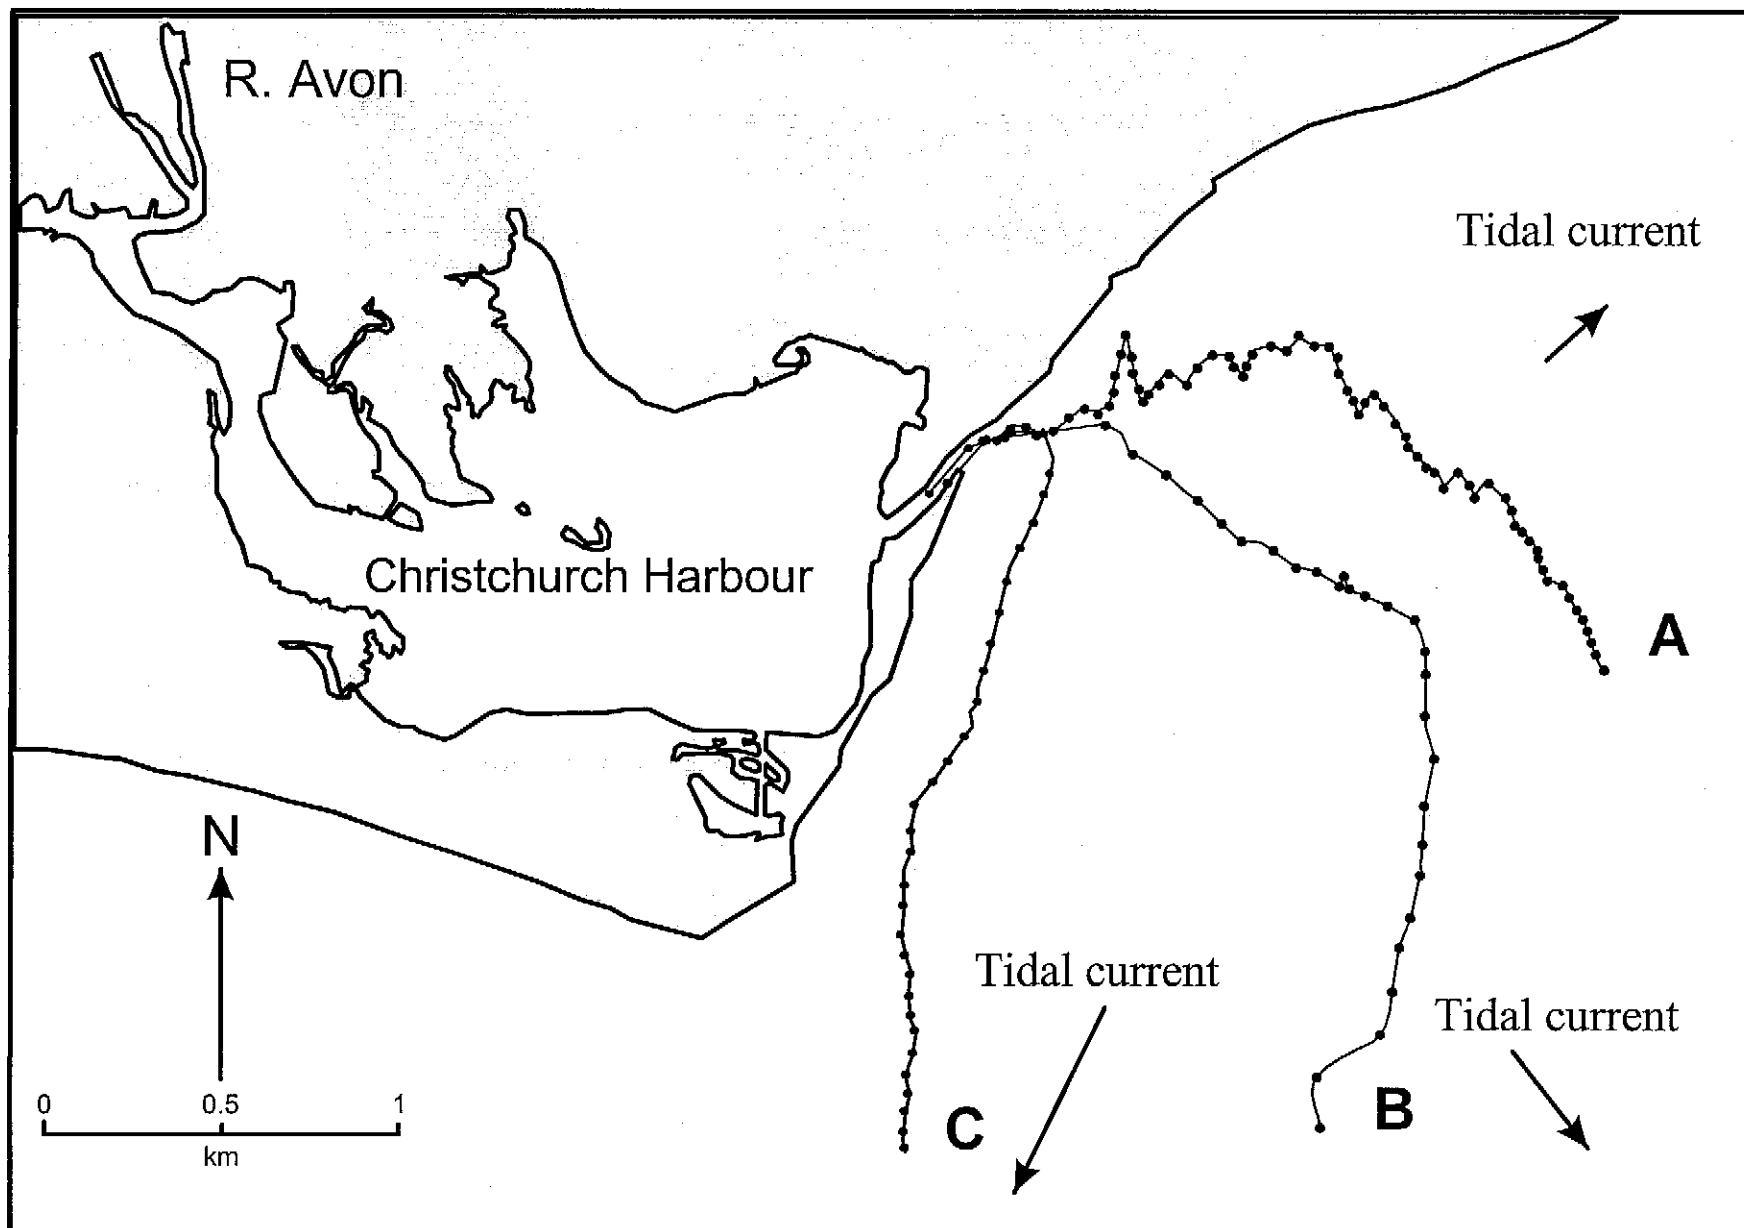 R. Avon
Tidal current
Christchurch Harbour
A
N
Tidal current
Tidal current
0 0.5 1
km
C
B